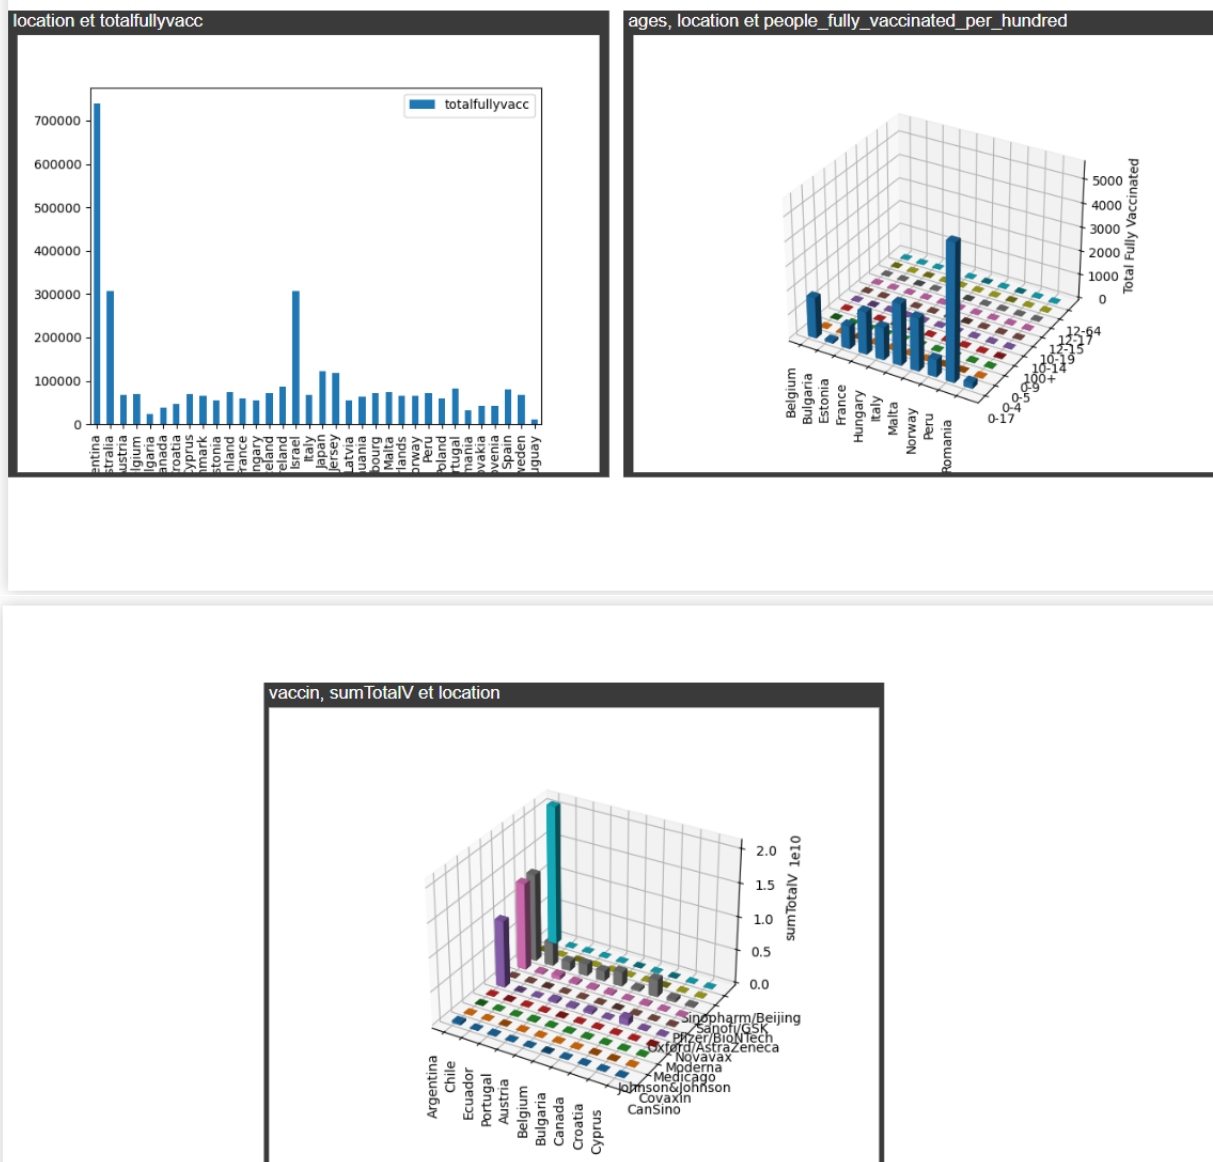 location et totalfullyvacc
totalfullyvacc
700000
600000
500000
400000
300000
200000
100000
0
entina
stralia
ustria
lgium
lgaria
anada
roatia
yprus
nmark
stonia
nland
rance
ngary
eland
reland
Israel
Italy
Japan
Jersey
Latvia
uania
bourg
Malta
rlands
orway
Peru
oland
rtugal
mania
ovakia
ovenia
Spain
weden
uguay
ages, location et people_fully_vaccinated_per_hundred
5000
4000
3000
2000
1000
0
Total Fully Vaccinated
12-64
12-17
12-15
10-19
10-14
100+
0-9
0-5
0-4
0-17
Belgium
Bulgaria
Estonia
France
Hungary
Italy
Malta
Norway
Peru
Romania
vaccin, sumTotalV et location
2.0
1.5
1.0
0.5
0.0
sumTotalV 1e10
Sinopharm/Beijing
Sanofi/GSK
Pfizer/BioNTech
Oxford/AstraZeneca
Novavax
Moderna
Medicago
Johnson&Johnson
Covaxin
CanSino
Argentina
Chile
Ecuador
Portugal
Austria
Belgium
Bulgaria
Canada
Croatia
Cyprus